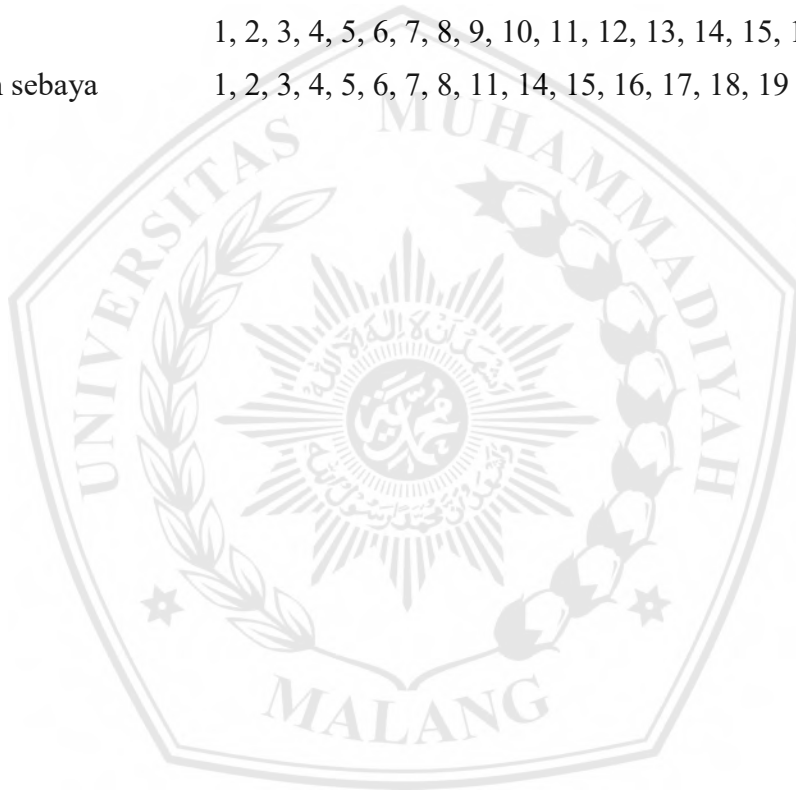 1, 2, 3, 4, 5, 6, 7, 8, 9, 10, 11, 12, 13, 14, 15,
sebaya 1, 2, 3, 4, 5, 6, 7, 8, 11, 14, 15, 16, 17, 18, 19
UNIVERSITAS MUHAMMADIYAH
MALANG